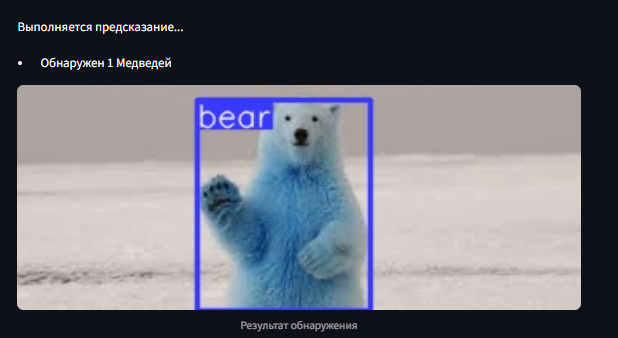 Выполняется предсказание...
• Обнаружен 1 Медведей
bear
Результат обнаружения